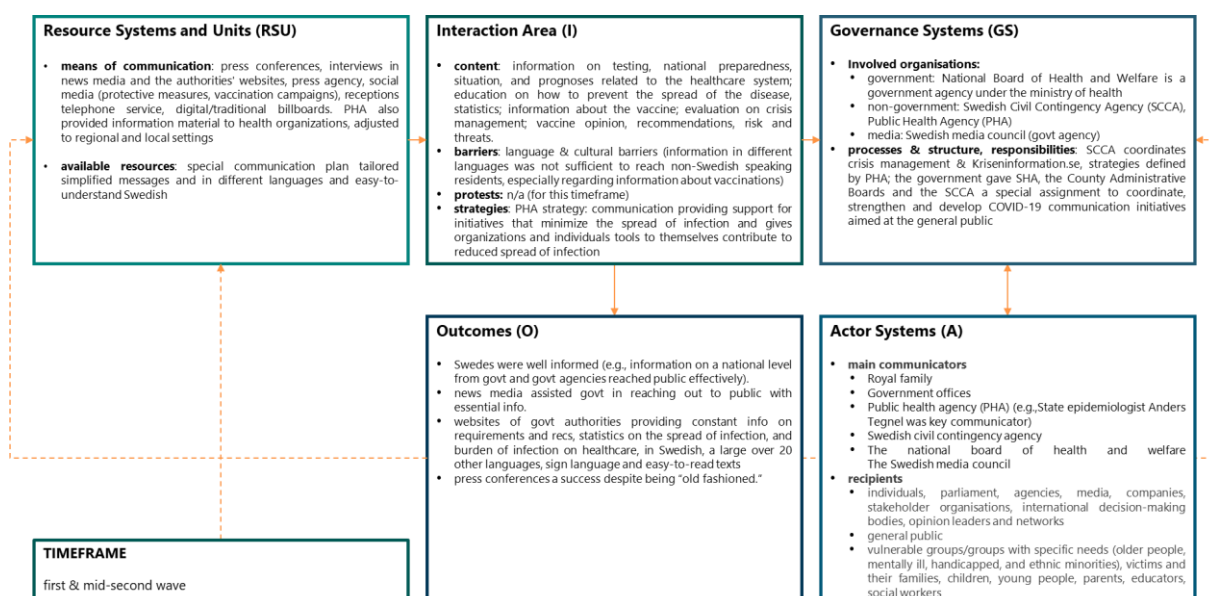 Resource Systems and Units (RSU)
• means of communication: press conferences, interviews in
news media and the authorities' websites, press agency, social
media (protective measures, vaccination campaigns), receptions
telephone service, digital/traditional billboards. PHA also
provided information material to health organizations, adjusted
to regional and local settings
• available resources: special communication plan tailored
simplified messages and in different languages and easy-to-
understand Swedish
Interaction Area (I)
• content: information on testing, national preparedness,
situation, and prognoses related to the healthcare system;
education on how to prevent the spread of the disease,
statistics; information about the vaccine; evaluation on crisis
management; vaccine opinion, recommendations, risk and
threats.
• barriers: language & cultural barriers (information in different
languages was not sufficient to reach non-Swedish speaking
residents, especially regarding information about vaccinations)
• protests: n/a (for this timeframe)
• strategies: PHA strategy: communication providing support for
initiatives that minimize the spread of infection and gives
organizations and individuals tools to themselves contribute to
reduced spread of infection
Governance Systems (GS)
• Involved organisations:
• government: National Board of Health and Welfare is a
government agency under the ministry of health
• non-government: Swedish Civil Contingency Agency (SCCA),
Public Health Agency (PHA)
• media: Swedish media council (govt agency)
• processes & structure, responsibilities: SCCA coordinates
crisis management & Kriseninformation.se, strategies defined
by PHA; the government gave SHA, the County Administrative
Boards and the SCCA a special assignment to coordinate,
strengthen and develop COVID-19 communication initiatives
aimed at the general public
Outcomes (O)
• Swedes were well informed (e.g., information on a national level
from govt and govt agencies reached public effectively).
• news media assisted govt in reaching out to public with
essential info.
• websites of govt authorities providing constant info on
requirements and recs, statistics on the spread of infection, and
burden of infection on healthcare, in Swedish, a large over 20
other languages, sign language and easy-to-read texts
• press conferences a success despite being “old fashioned.”
Actor Systems (A)
• main communicators
• Royal family
• Government offices
• Public health agency (PHA) (e.g.,State epidemiologist Anders
Tegnel was key communicator)
• Swedish civil contingency agency
• The national board of health and welfare
The Swedish media council
• recipients
• individuals, parliament, agencies, media, companies,
stakeholder organisations, international decision-making
bodies, opinion leaders and networks
• general public
• vulnerable groups/groups with specific needs (older people,
mentally ill, handicapped, and ethnic minorities), victims and
their families, children, young people, parents, educators,
social workers
TIMEFRAME
first & mid-second wave